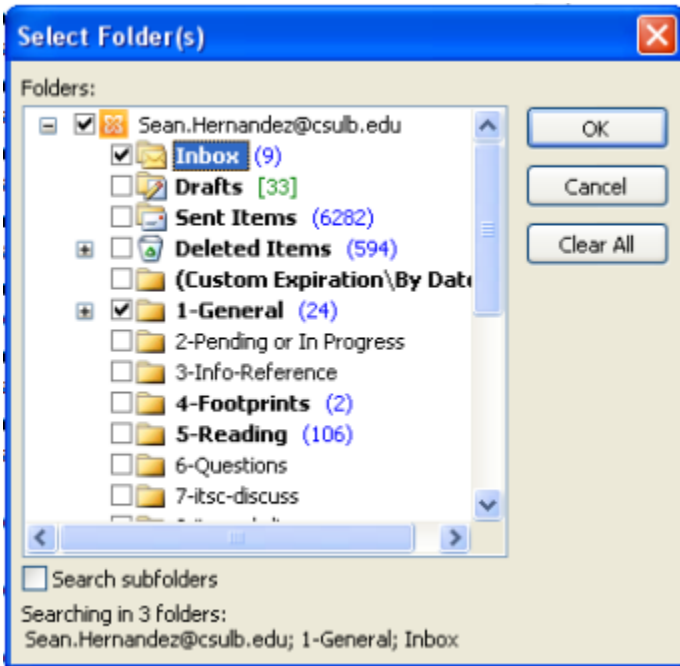 Select Folder(s)
Folders:
Sean.Hernandez@csulb.edu
Inbox (9)
Drafts [33]
Sent Items (6282)
Deleted Items (594)
(Custom Expiration\By Date
1-General (24)
2-Pending or In Progress
3-Info-Reference
4-Footprints (2)
5-Reading (106)
6-Questions
7-itsc-discuss
OK
Cancel
Clear All
Search subfolders
Searching in 3 folders:
Sean.Hernandez@csulb.edu; 1-General; Inbox